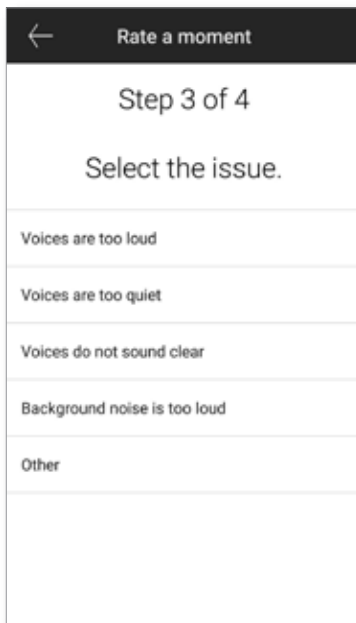 Rate a moment
Step 3 of 4
Select the issue.
Voices are too loud
Voices are too quiet
Voices do not sound clear
Background noise is too loud
Other